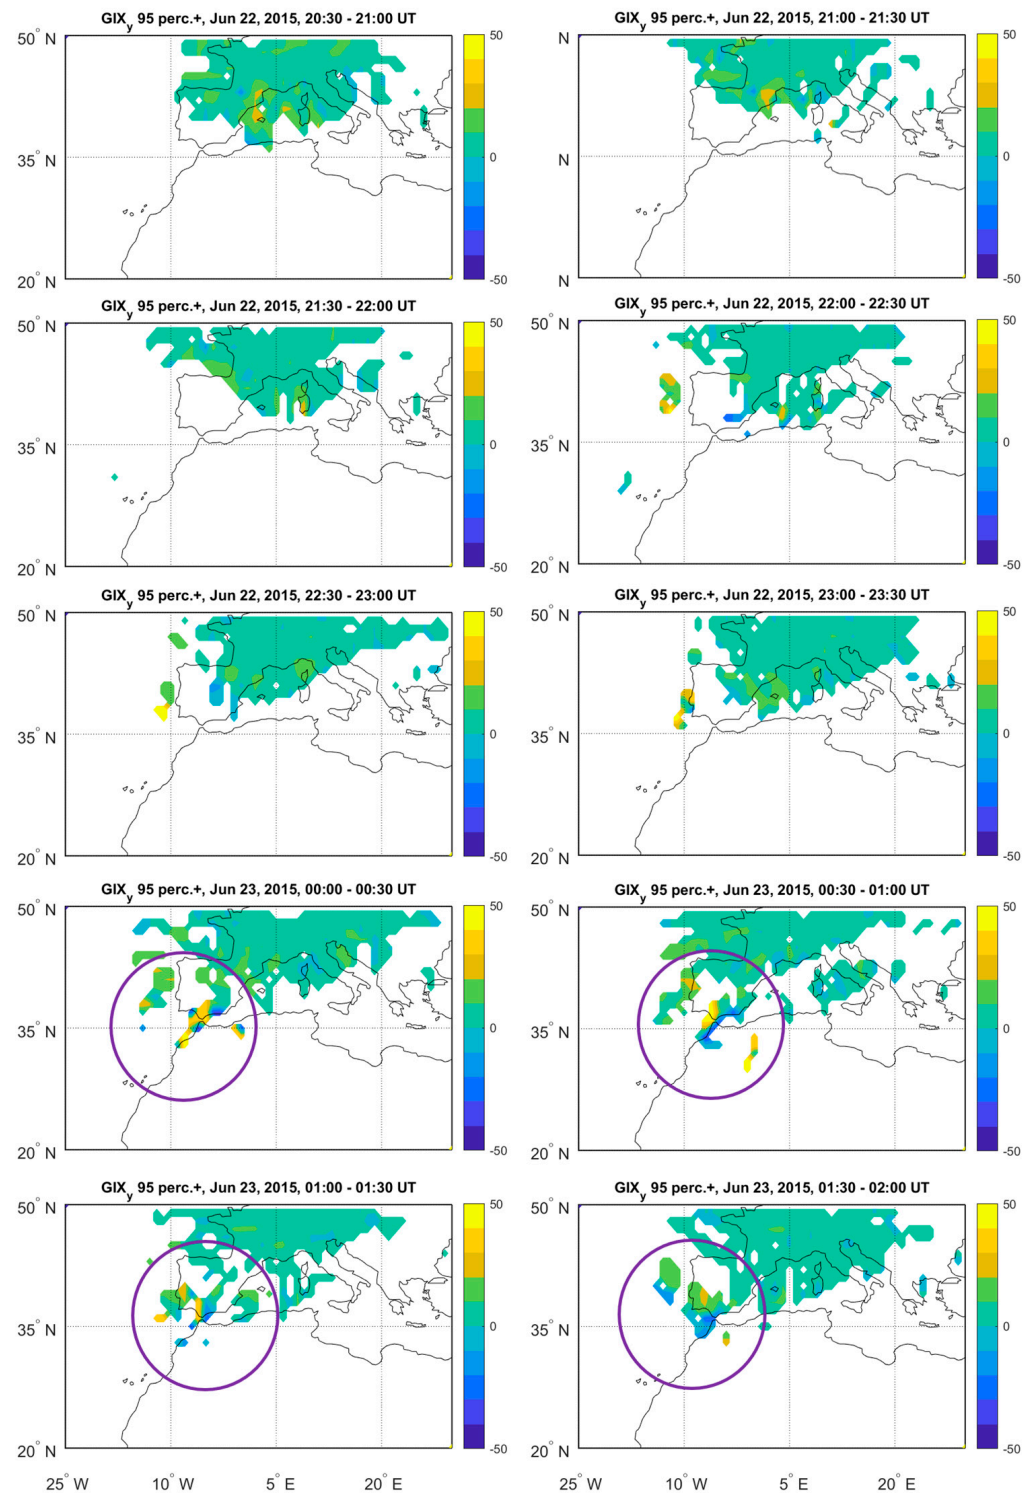 GIXy 95 perc.+, Jun 22, 2015, 20:30 - 21:00 UT
50° N
35° N
20° N
50
0
-50
GIXy 95 perc.+, Jun 22, 2015, 21:00 - 21:30 UT
N
N
N
50
0
-50
GIXy 95 perc.+, Jun 22, 2015, 21:30 - 22:00 UT
50° N
35° N
20° N
50
0
-50
GIXy 95 perc.+, Jun 22, 2015, 22:00 - 22:30 UT
50° N
35° N
20° N
50
0
-50
GIXy 95 perc.+, Jun 22, 2015, 22:30 - 23:00 UT
50° N
35° N
20° N
50
0
-50
GIXy 95 perc.+, Jun 22, 2015, 23:00 - 23:30 UT
50° N
35° N
20° N
50
0
-50
GIXy 95 perc.+, Jun 23, 2015, 00:00 - 00:30 UT
50° N
35° N
20° N
50
0
-50
GIXy 95 perc.+, Jun 23, 2015, 00:30 - 01:00 UT
50° N
35° N
20° N
50
0
-50
GIXy 95 perc.+, Jun 23, 2015, 01:00 - 01:30 UT
50° N
35° N
20° N
50
0
-50
25° W 10° W 5° E 20° E
GIXy 95 perc.+, Jun 23, 2015, 01:30 - 02:00 UT
50° N
35° N
20° N
50
0
-50
25° W 10° W 5° E 20° E